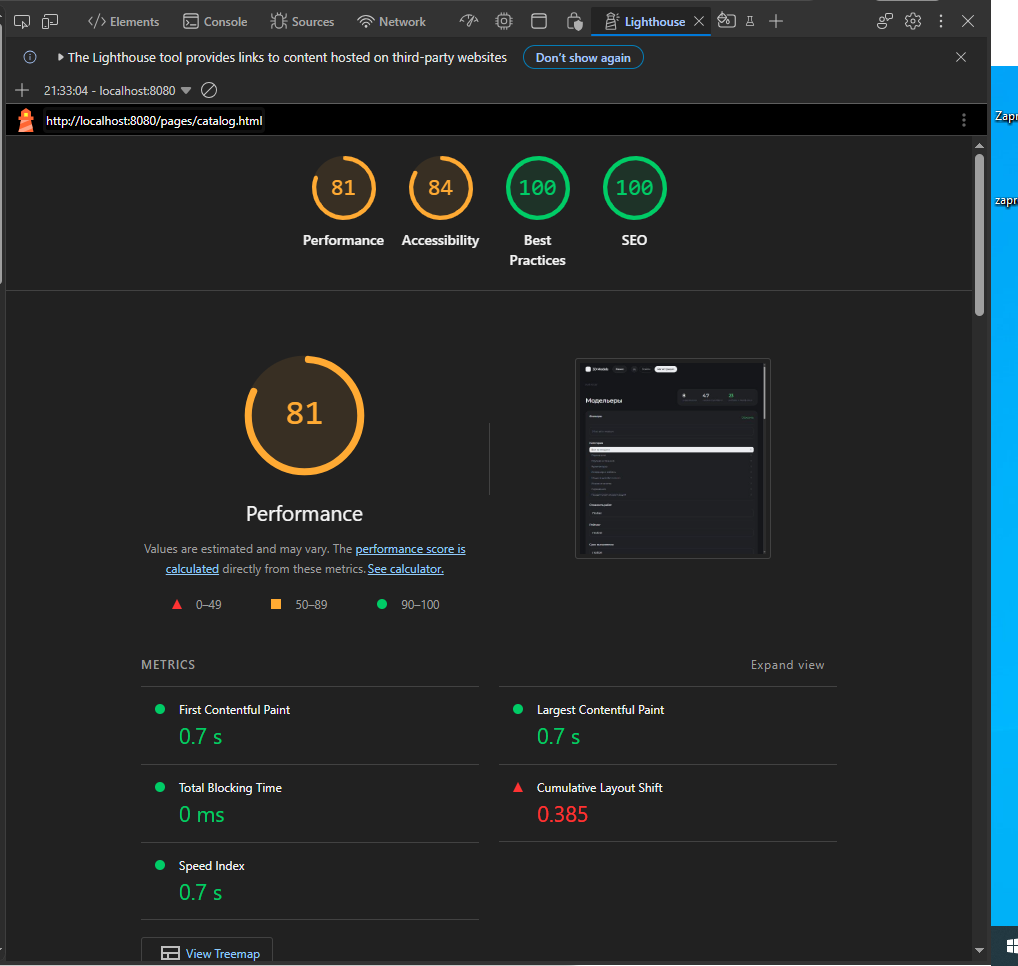 Elements Console Sources Network Lighthouse
The Lighthouse tool provides links to content hosted on third-party websites Don't show again
21:33:04 - localhost:8080
http://localhost:8080/pages/catalog.html
81 84 100 100
Performance Accessibility Best Practices SEO
81
Performance
Values are estimated and may vary. The performance score is
calculated directly from these metrics. See calculator.
0–49 50–89 90–100
Модельеры
METRICS Expand view
First Contentful Paint
0.7 s
Largest Contentful Paint
0.7 s
Total Blocking Time
0 ms
Cumulative Layout Shift
0.385
Speed Index
0.7 s
View Treemap
Zapr
zapr